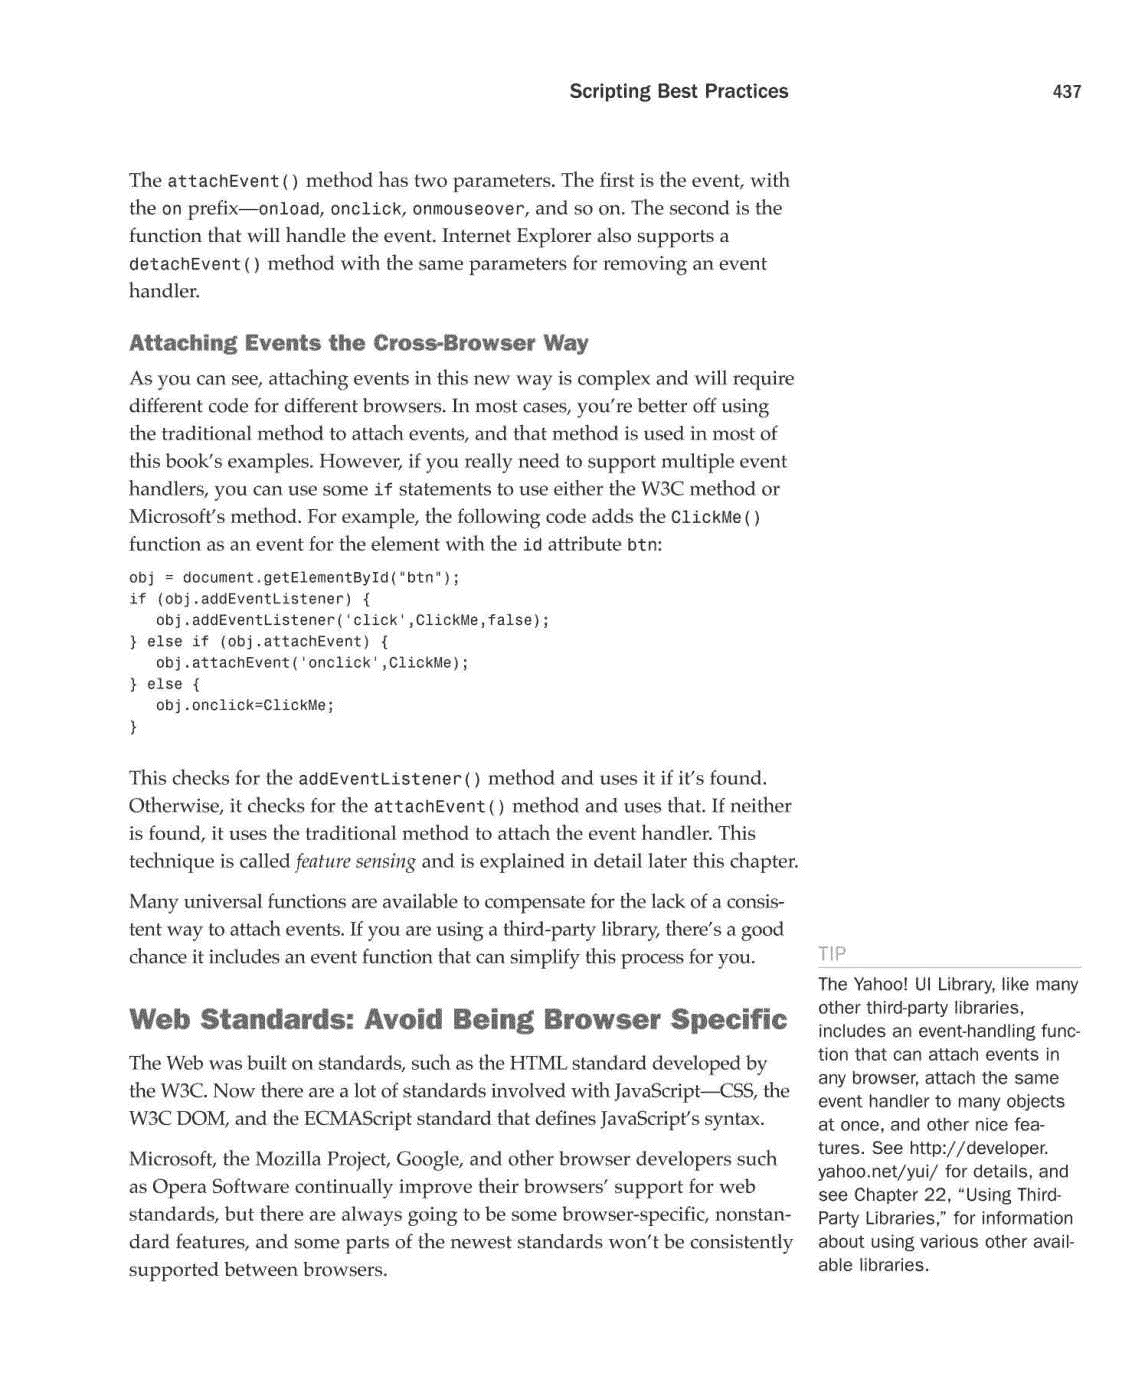 Scripting Best Practices 437
The attachEvent() method has two parameters. The first is the event, with
the on prefix—onload, onclick, onmouseover, and so on. The second is the
function that will handle the event. Internet Explorer also supports a
detachEvent() method with the same parameters for removing an event
handler.
Attaching Events the Cross-Browser Way
As you can see, attaching events in this new way is complex and will require
different code for different browsers. In most cases, you're better off using
the traditional method to attach events, and that method is used in most of
this book's examples. However, if you really need to support multiple event
handlers, you can use some if statements to use either the W3C method or
Microsoft's method. For example, the following code adds the ClickMe()
function as an event for the element with the id attribute btn:
obj = document.getElementById("btn");
if (obj.addEventListener) {
   obj.addEventListener('click',ClickMe,false);
} else if (obj.attachEvent) {
   obj.attachEvent('onclick',ClickMe);
} else {
   obj.onclick=ClickMe;
}
This checks for the addEventListener() method and uses it if it's found.
Otherwise, it checks for the attachEvent() method and uses that. If neither
is found, it uses the traditional method to attach the event handler. This
technique is called feature sensing and is explained in detail later this chapter.
Many universal functions are available to compensate for the lack of a consis-
tent way to attach events. If you are using a third-party library, there's a good
chance it includes an event function that can simplify this process for you.
TIP
The Yahoo! UI Library, like many
other third-party libraries,
includes an event-handling func-
tion that can attach events in
any browser, attach the same
event handler to many objects
at once, and other nice fea-
tures. See http://developer.
yahoo.net/yui/ for details, and
see Chapter 22, "Using Third-
Party Libraries," for information
about using various other avail-
able libraries.
Web Standards: Avoid Being Browser Specific
The Web was built on standards, such as the HTML standard developed by
the W3C. Now there are a lot of standards involved with JavaScript—CSS, the
W3C DOM, and the ECMAScript standard that defines JavaScript's syntax.
Microsoft, the Mozilla Project, Google, and other browser developers such
as Opera Software continually improve their browsers' support for web
standards, but there are always going to be some browser-specific, nonstan-
dard features, and some parts of the newest standards won't be consistently
supported between browsers.